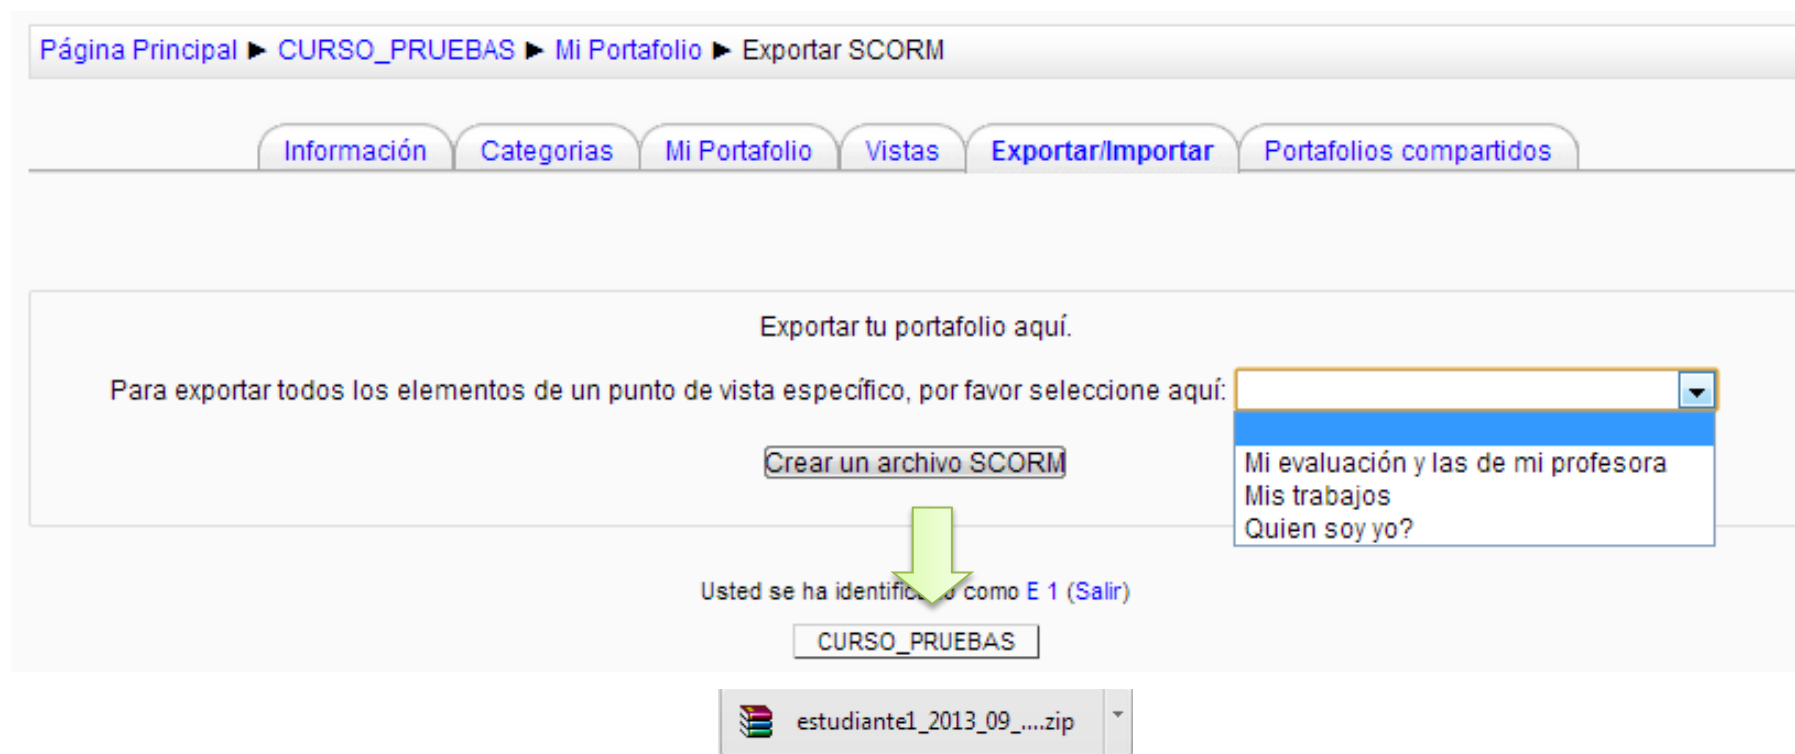 Página Principal ► CURSO_PRUEBAS ► Mi Portafolio ► Exportar SCORM
Información Categorias Mi Portafolio Vistas Exportar/Importar Portafolios compartidos
Exportar tu portafolio aquí.
Para exportar todos los elementos de un punto de vista específico, por favor seleccione aquí:
Mi evaluación y las de mi profesora
Mis trabajos
Quien soy yo?
Crear un archivo SCORM
Usted se ha como E 1 (Salir)
CURSO_PRUEBAS
estudiante1_2013_09_....zip